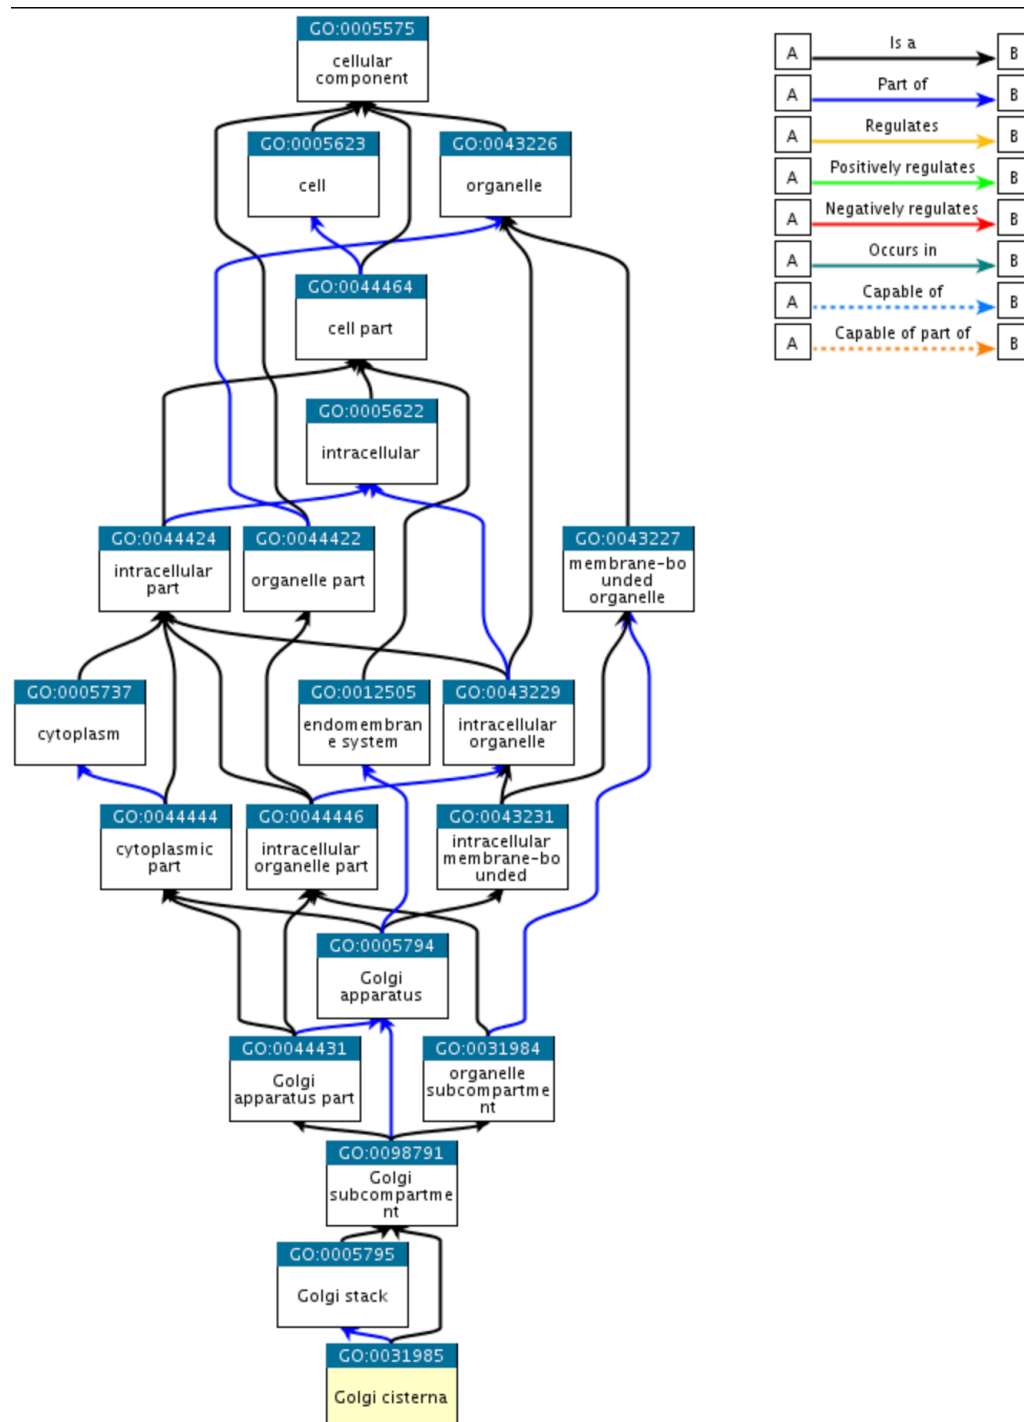 GO:0005575
cellular
component
GO:0005623
cell
GO:0043226
organelle
GO:0044464
cell part
GO:0005622
intracellular
GO:0044424
intracellular
part
GO:0044422
organelle part
GO:0043227
membrane-bo
unded
organelle
GO:0005737
cytoplasm
GO:0012505
endomembran
e system
GO:0043229
intracellular
organelle
GO:0044444
cytoplasmic
part
GO:0044446
intracellular
organelle part
GO:0043231
intracellular
membrane-bo
unded
GO:0005794
Golgi
apparatus
GO:0044431
Golgi
apparatus part
GO:0031984
organelle
subcompartme
nt
GO:0098791
Golgi
subcompartme
nt
GO:0005795
Golgi stack
GO:0031985
Golgi cisterna
A Is a B
A Part of B
A Regulates B
A Positively regulates B
A Negatively regulates B
A Occurs in B
A Capable of B
A Capable of part of B